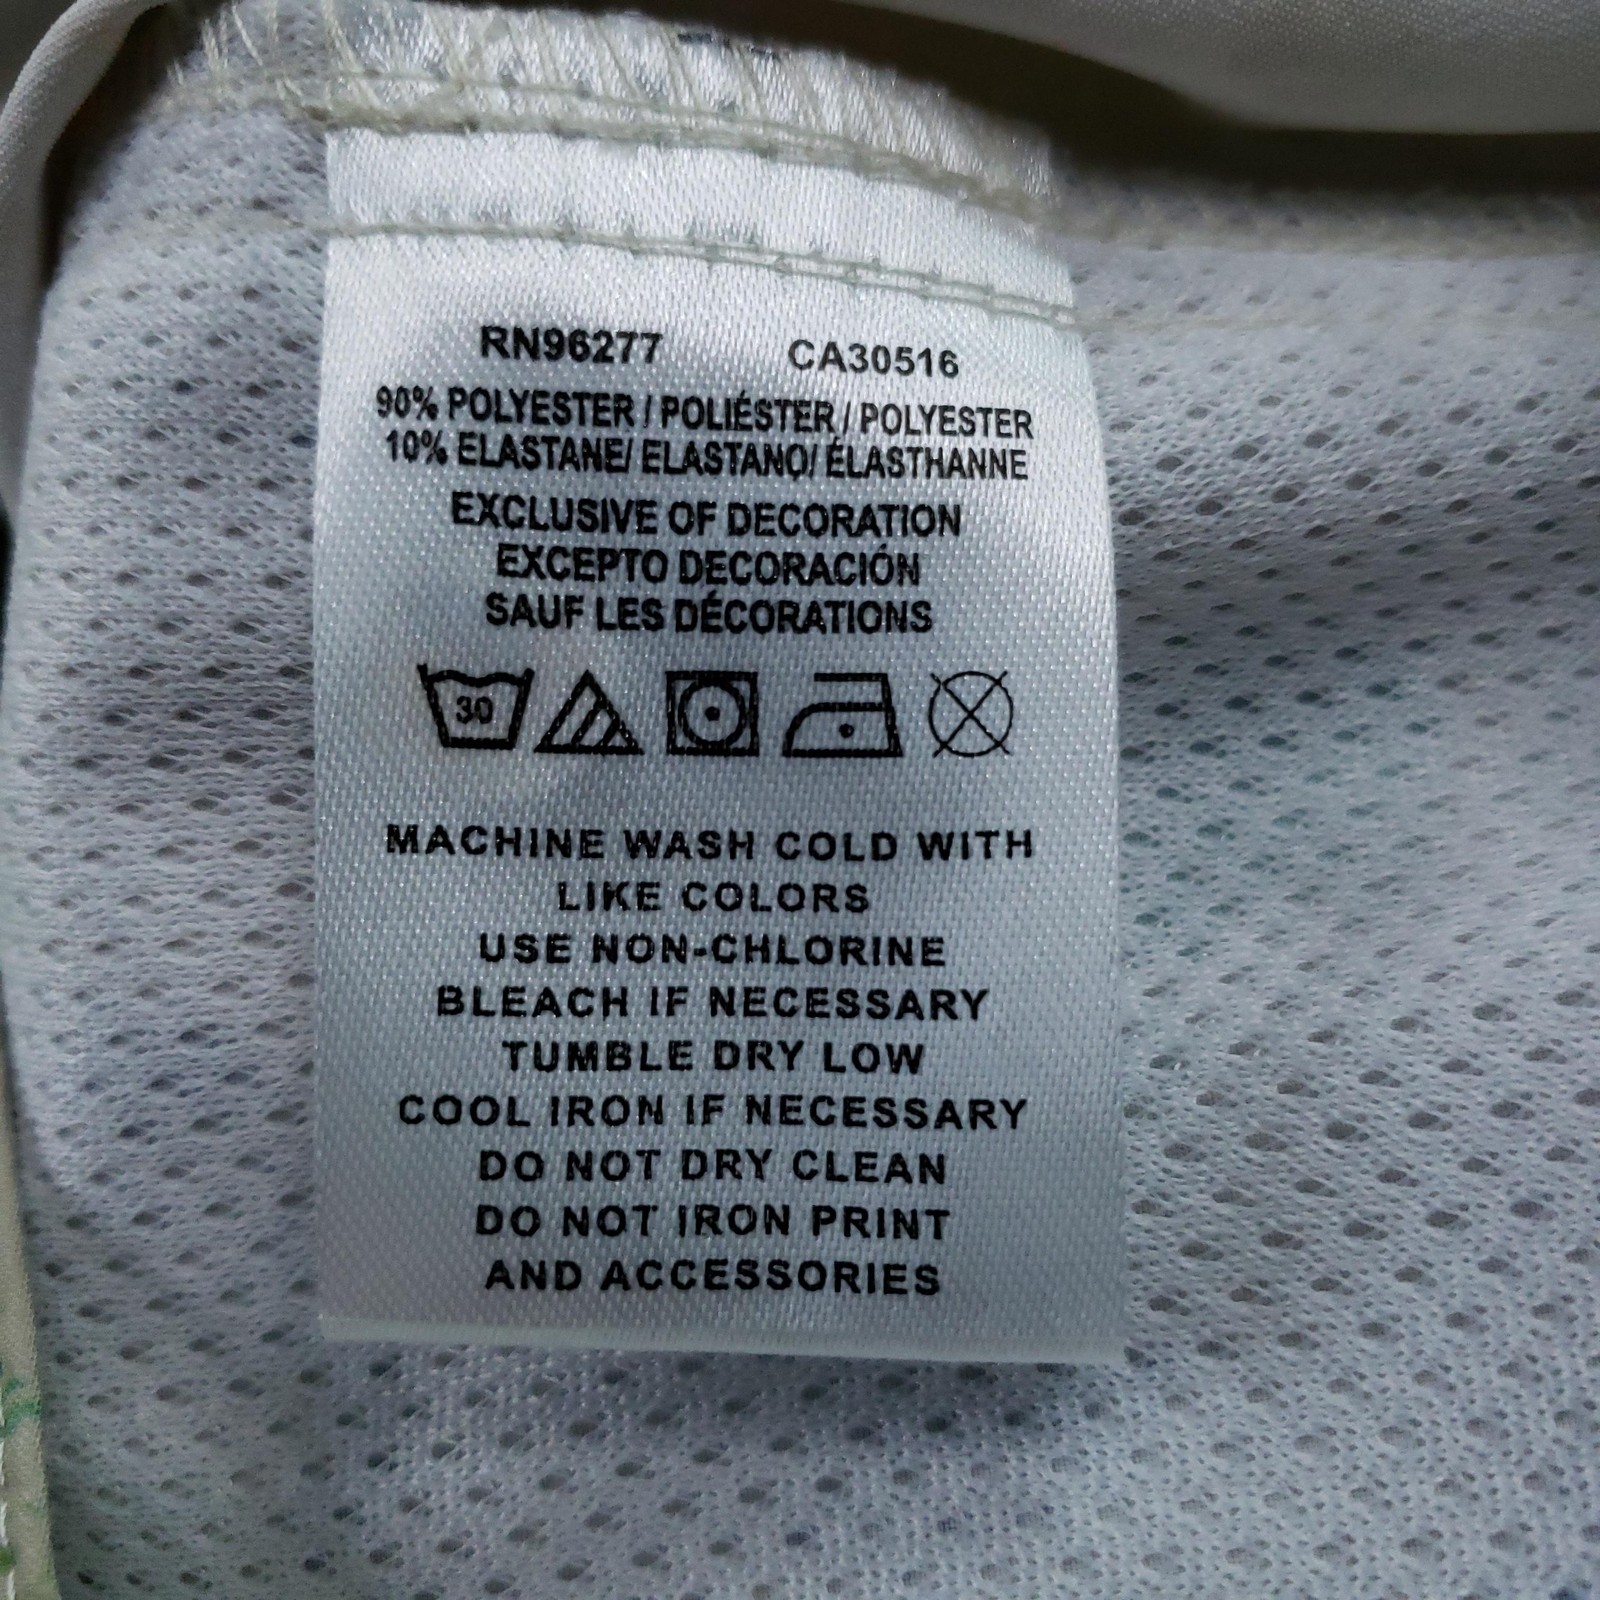 RN96277 CA30516
90% POLYESTER / POLIÉSTER / POLYESTER
10% ELASTANE/ ELASTANO/ ÉLASTHANNE
EXCLUSIVE OF DECORATION
EXCEPTO DECORACIÓN
SAUF LES DÉCORATIONS
30
MACHINE WASH COLD WITH
LIKE COLORS
USE NON-CHLORINE
BLEACH IF NECESSARY
TUMBLE DRY LOW
COOL IRON IF NECESSARY
DO NOT DRY CLEAN
DO NOT IRON PRINT
AND ACCESSORIES